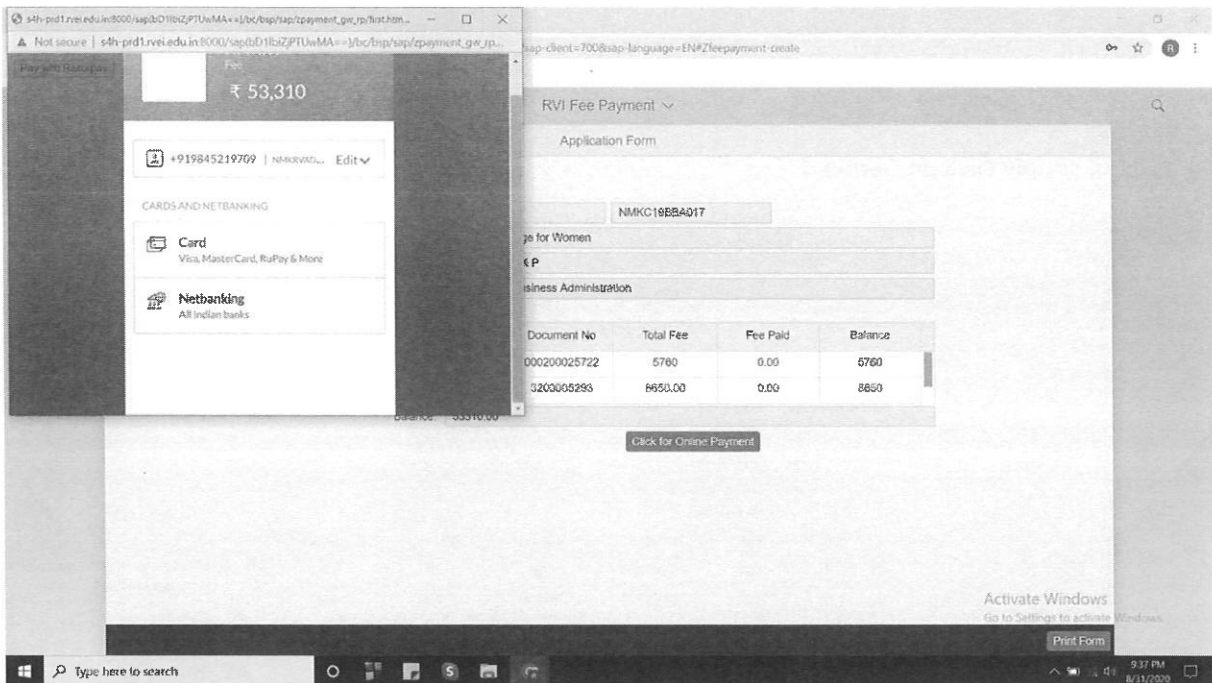 s4h-prd1.rvei.edu.in:8000/sap(bD1lbiZjPTUwMA==)/bc/bsp/sap/zpayment_gw_rp/first.htm...
Not secure | s4h-prd1.rvei.edu.in:8000/sap(bD1lbiZjPTUwMA==)/bc/bsp/sap/zpayment_gw_rp...
sap-client=700&sap-language=EN#Zfeepayment-create
R
Pay with Razorpay
Fee
₹ 53,310
RVI Fee Payment
Application Form
+919845219709 | Edit
CARDS AND NETBANKING
Card
Visa, MasterCard, RuPay & More
Netbanking
All Indian banks
NMKC19BBA017
ge for Women
K P
usiness Administration
Document No Total Fee Fee Paid Balance
000200025722 5760 0.00 5760
3200005293 8650.00 0.00 8650
Balance: 53310.00
Click for Online Payment
Activate Windows
Go to Settings to activate Windows.
Print Form
Type here to search
9:37 PM
8/31/2020